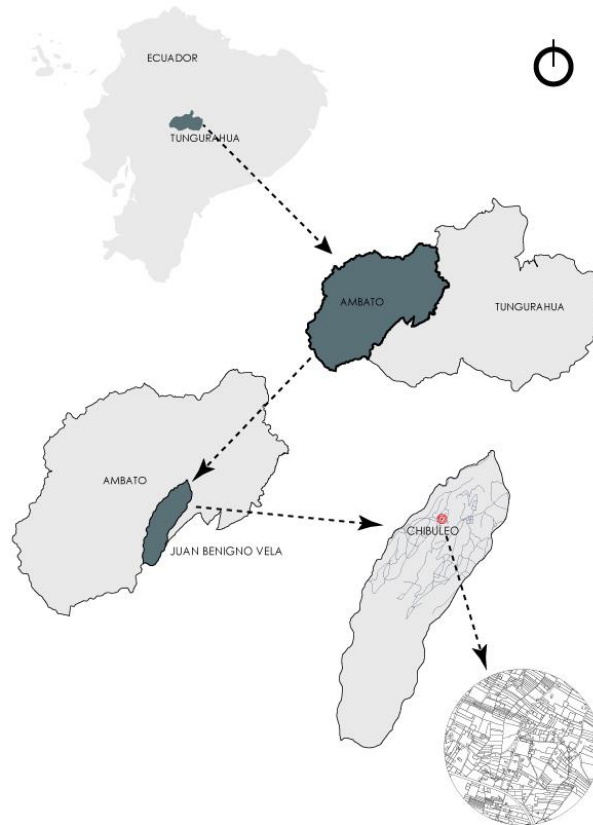 ECUADOR
TUNGURAHUA
AMBATO
TUNGURAHUA
AMBATO
JUAN BENIGNO VELA
CHIBULEO